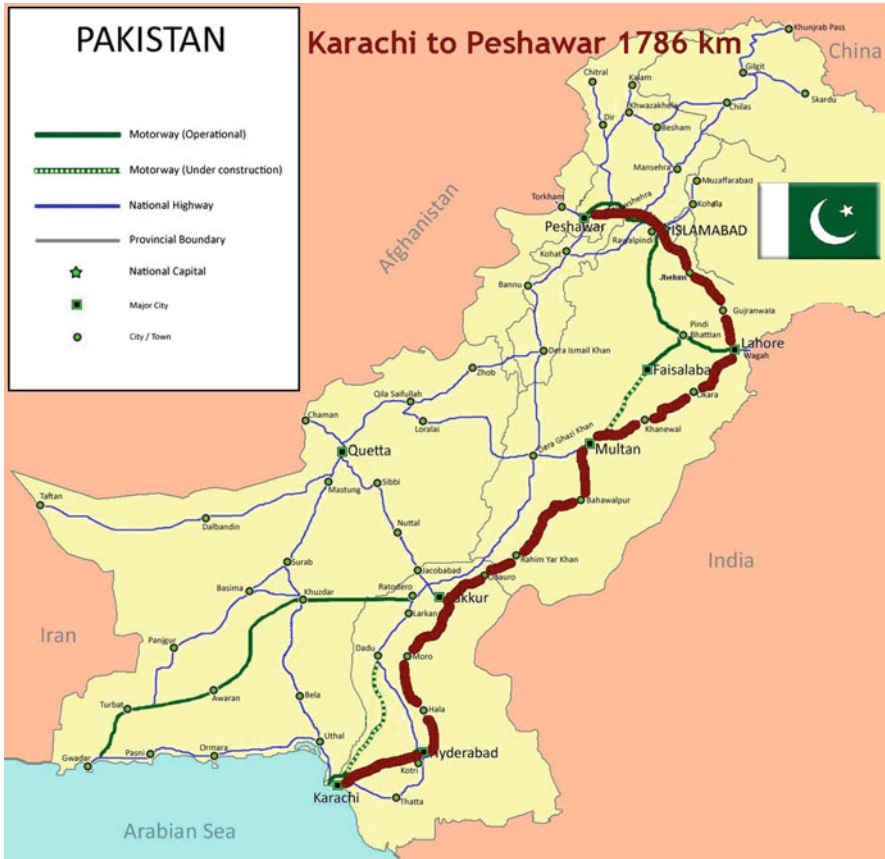 PAKISTAN
Karachi to Peshawar 1786 km
Motorway (Operational)
Motorway (Under construction)
National Highway
Provincial Boundary
National Capital
Major City
City / Town
Khunjrab Pass
China
Gilgit
Chitral
Kalam
Skardu
Khwazakhela
Chilas
Dir
Besham
Mansehra
Muzaffarabad
Afghanistan
Torkham
Kohala
Peshawar
ISLAMABAD
Rawalpindi
Kohat
Jhelum
Bannu
Gujranwala
Pindi
Bhattian
Lahore
Wagah
Dera Ismail Khan
Zhob
Faisalaba
Qila Saifullah
Okara
Chaman
Loralai
Khanewal
Dera Ghazi Khan
Multan
Quetta
Mastung
Sibbi
Taftan
Bahawalpur
Dalbandin
Nuttal
India
Surab
Rahim Yar Khan
Jacobabad
Obauro
Basima
Khuzdar
Ratodero
akkur
Larkan
Iran
Panjgur
Dadu
Moro
Awaran
Bela
Turbat
Hala
Uthal
Gwadar
Pasni
Ormara
yderabad
Kotri
Karachi
Thatta
Arabian Sea